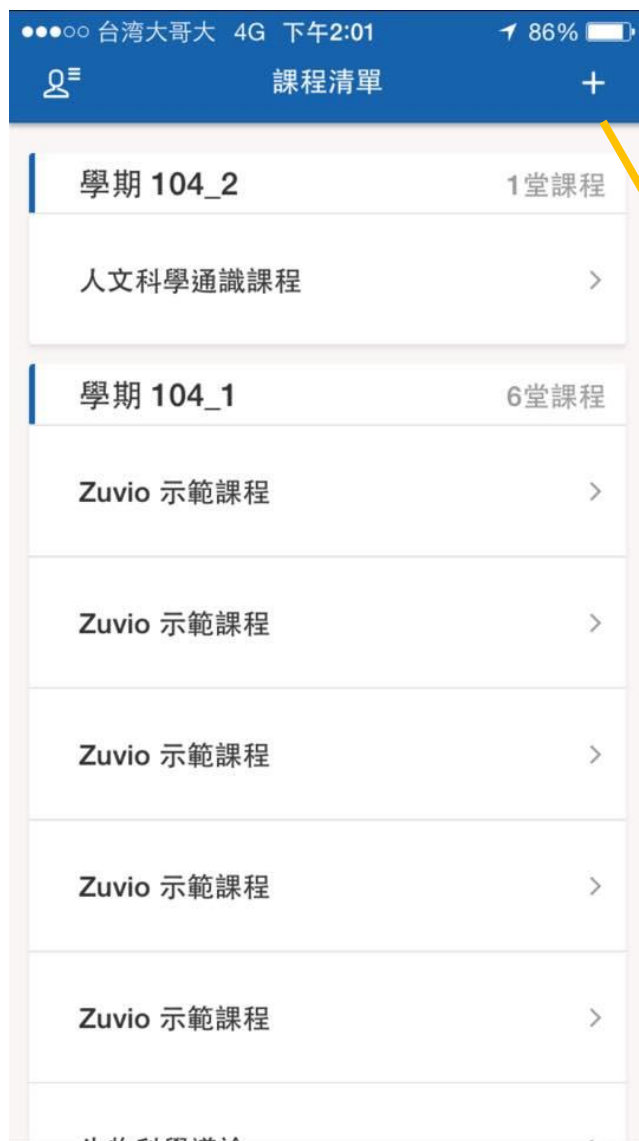 台湾大哥大 4G 下午2:01 86%
課程清單 +
學期 104_2 1堂課程
人文科學通識課程
學期 104_1 6堂課程
Zuvio 示範課程
Zuvio 示範課程
Zuvio 示範課程
Zuvio 示範課程
Zuvio 示範課程